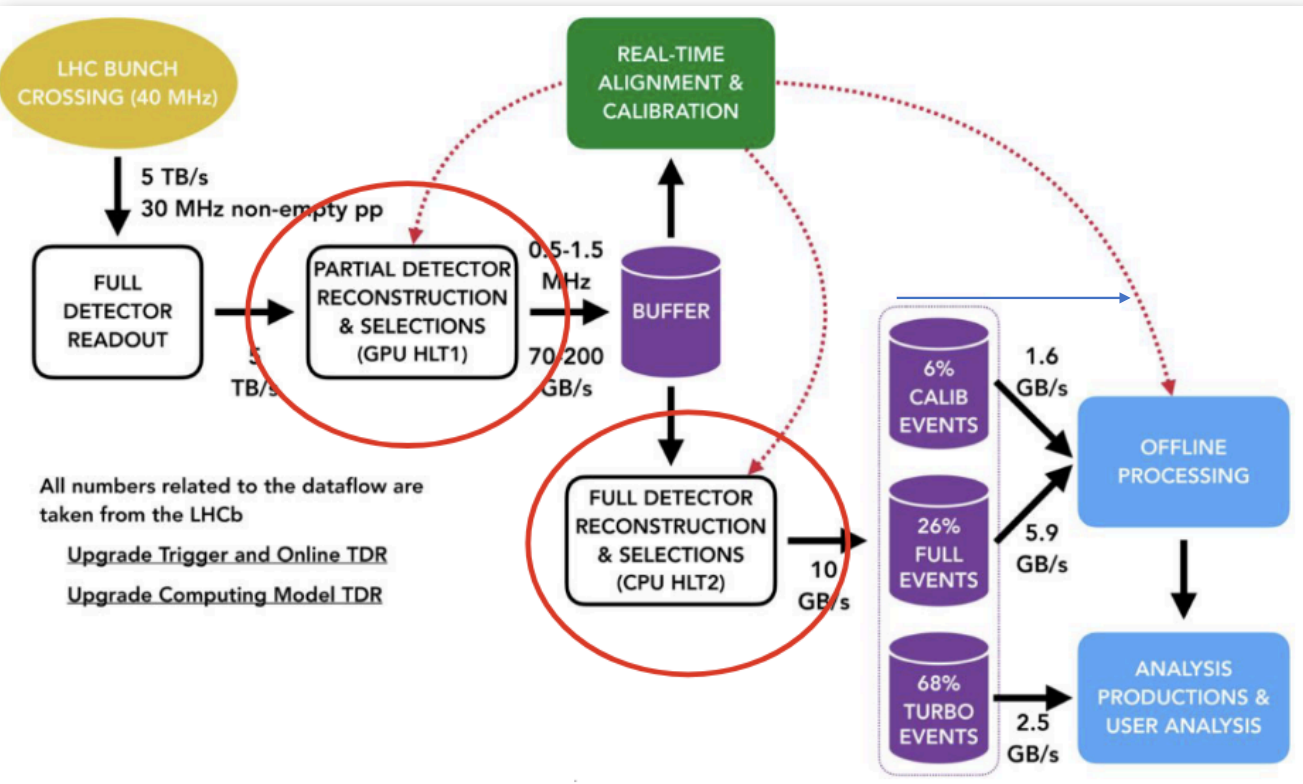 LHC BUNCH
CROSSING (40 MHz)
5 TB/s
30 MHz non-empty pp
FULL
DETECTOR
READOUT
5
TB/s
PARTIAL DETECTOR
RECONSTRUCTION
& SELECTIONS
(GPU HLT1)
0.5-1.5
MHz
70-200
GB/s
REAL-TIME
ALIGNMENT &
CALIBRATION
BUFFER
FULL DETECTOR
RECONSTRUCTION
& SELECTIONS
(CPU HLT2)
10
GB/s
6%
CALIB
EVENTS
1.6
GB/s
26%
FULL
EVENTS
5.9
GB/s
68%
TURBO
EVENTS
2.5
GB/s
OFFLINE
PROCESSING
ANALYSIS
PRODUCTIONS &
USER ANALYSIS
All numbers related to the dataflow are
taken from the LHCb
Upgrade Trigger and Online TDR
Upgrade Computing Model TDR